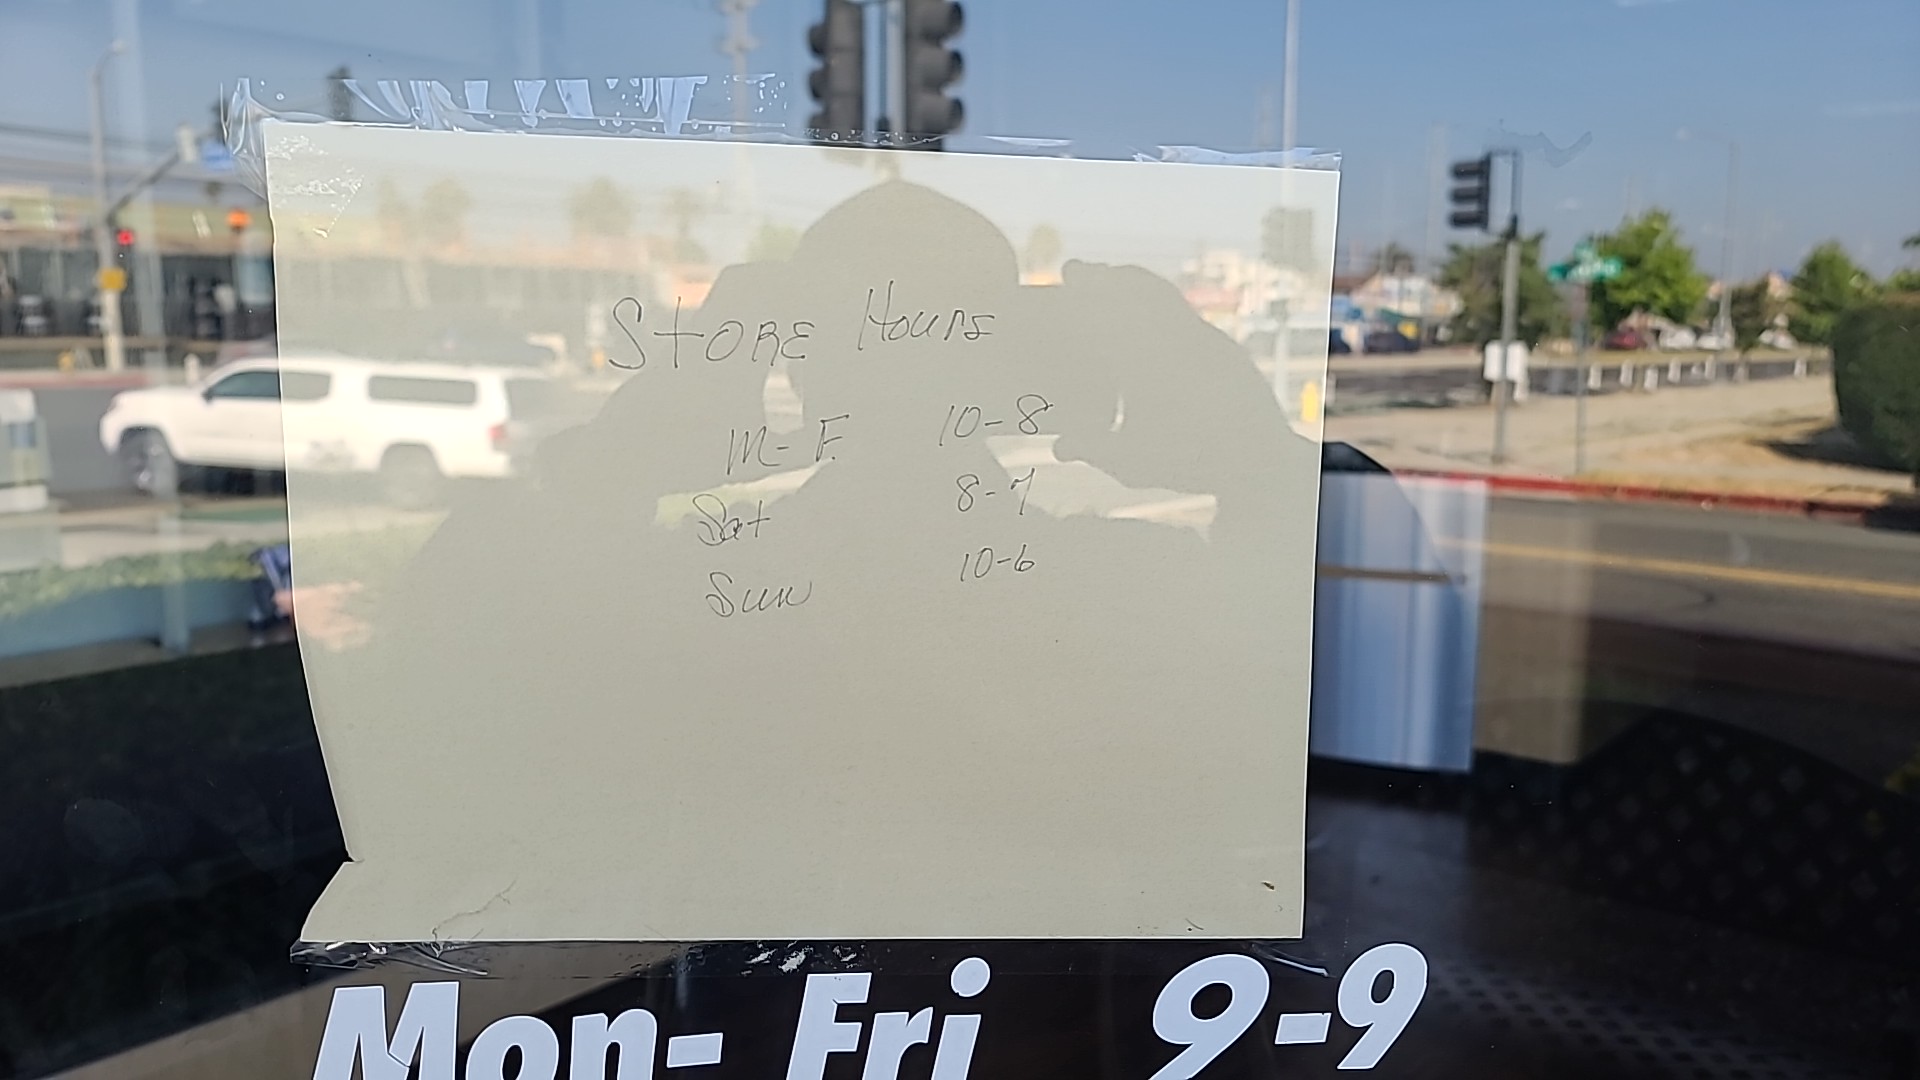 STORE HOURS
M-F. 10-8
Sat 8-7
Sun 10-6
Mon-Fri 9-9